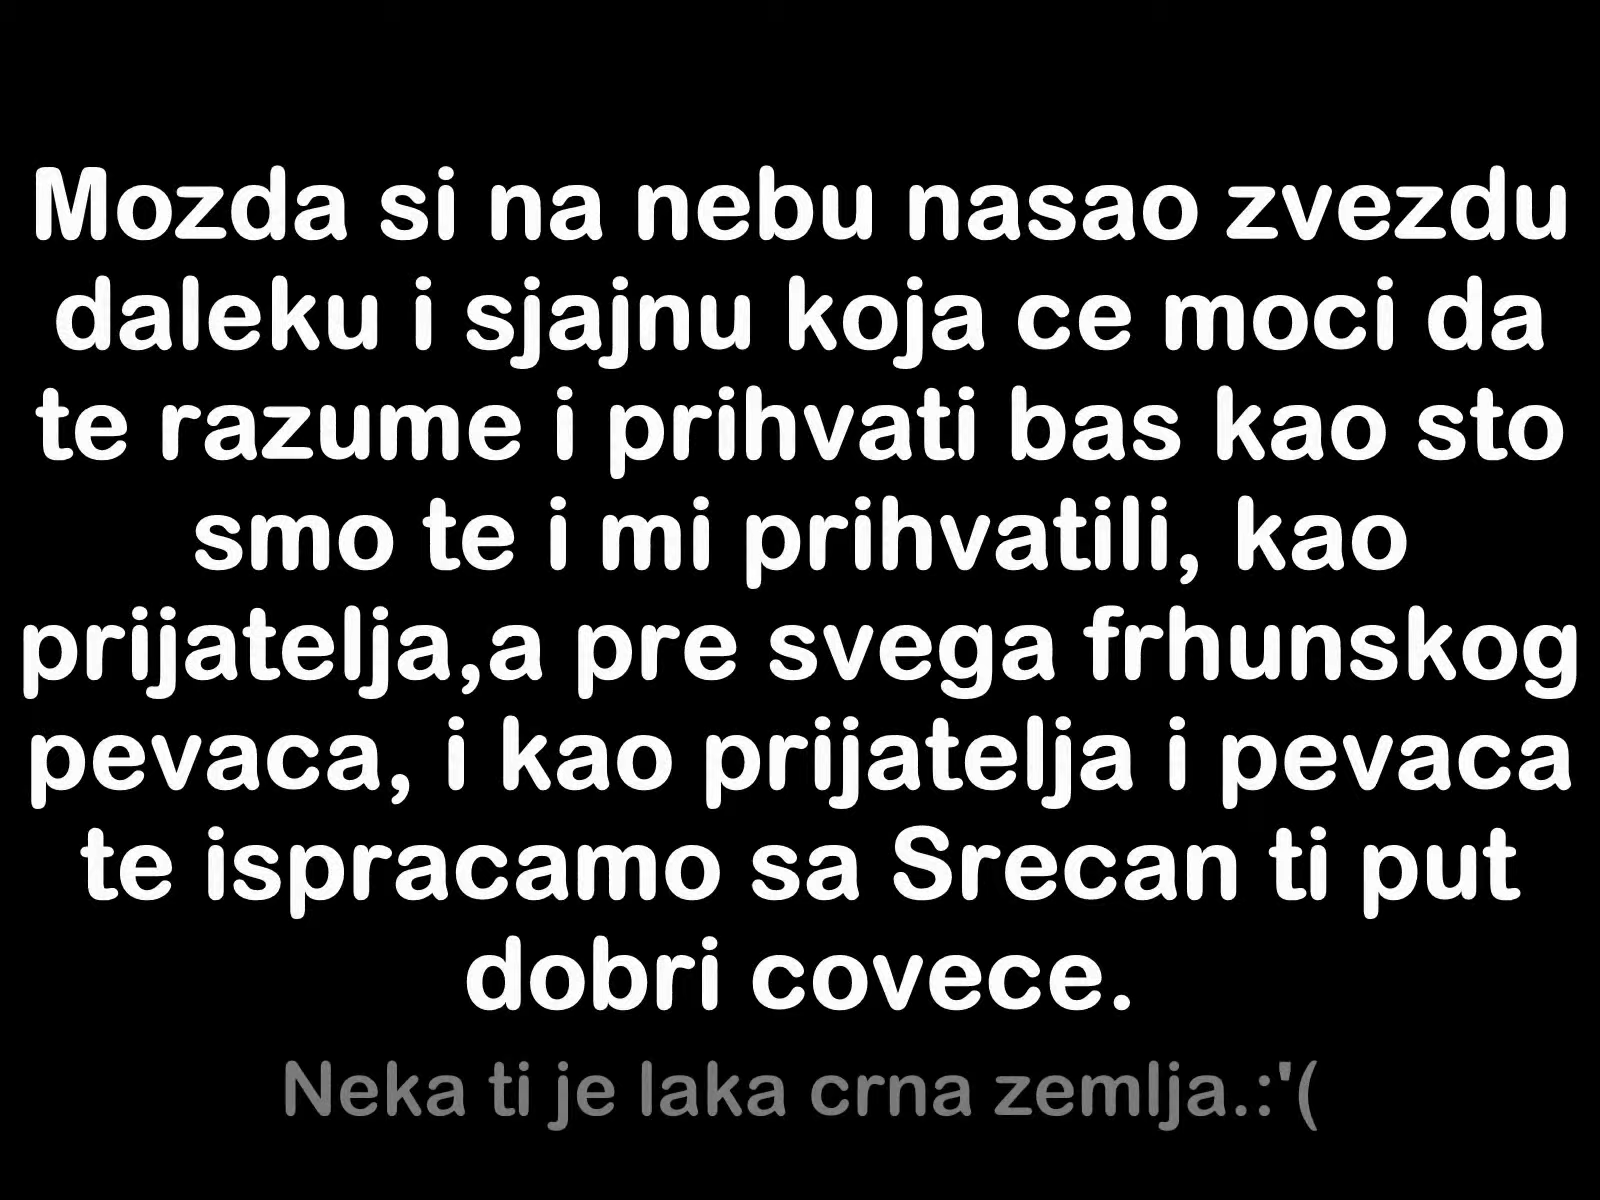 Mozda si na nebu nasao zvezdu
daleku i sjajnu koja ce moci da
te razume i prihvati bas kao sto
smo te i mi prihvatili, kao
prijatelja,a pre svega frhunskog
pevaca, i kao prijatelja i pevaca
te ispracamo sa Srecan ti put
dobri covece.
Neka ti je laka crna zemlja.:'(